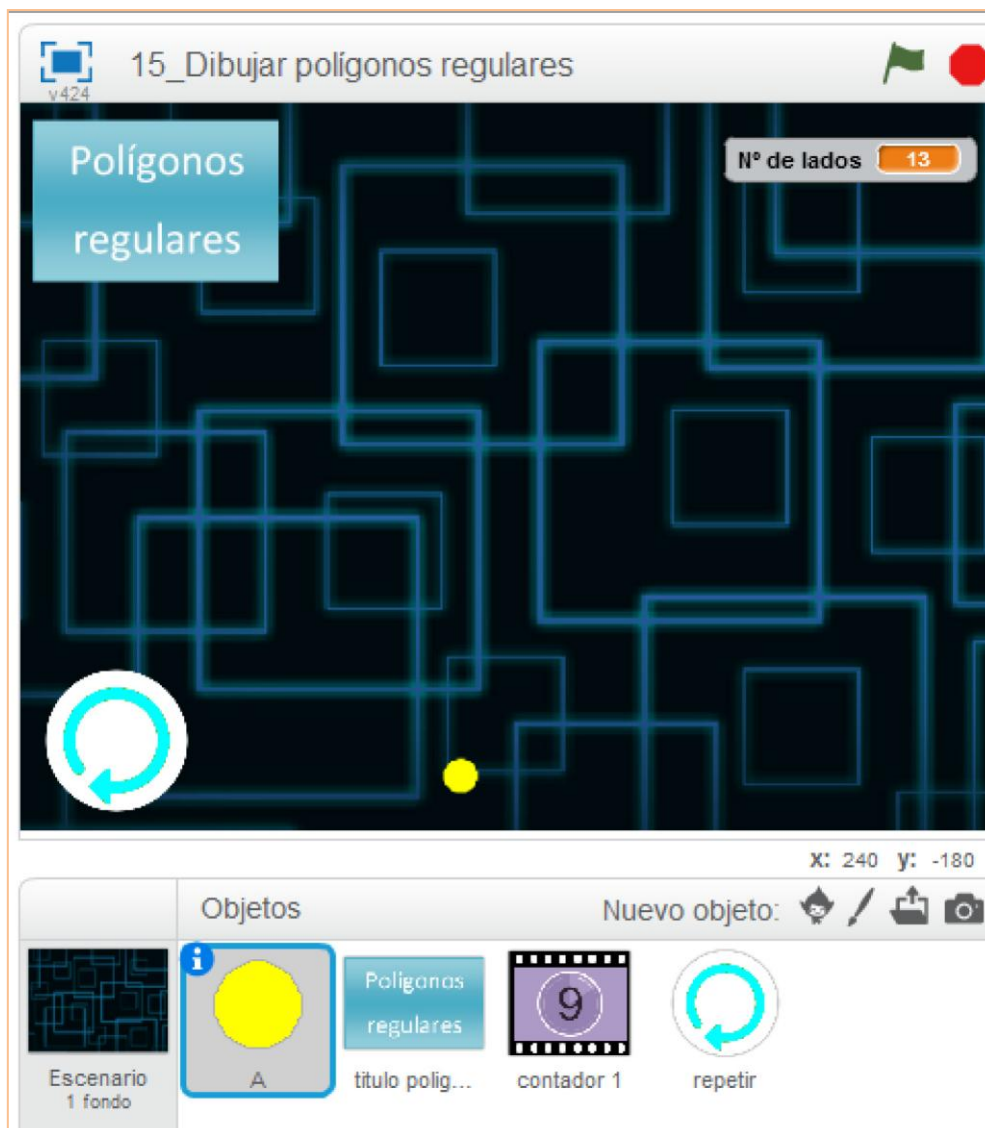 15_Dibujar polígonos regulares
v424
Polígonos
regulares
Nº de lados 13
x: 240 y: -180
Objetos
Nuevo objeto:
i
Polígonos
regulares
9
Escenario
1 fondo
A
titulo polig...
contador 1
repetir